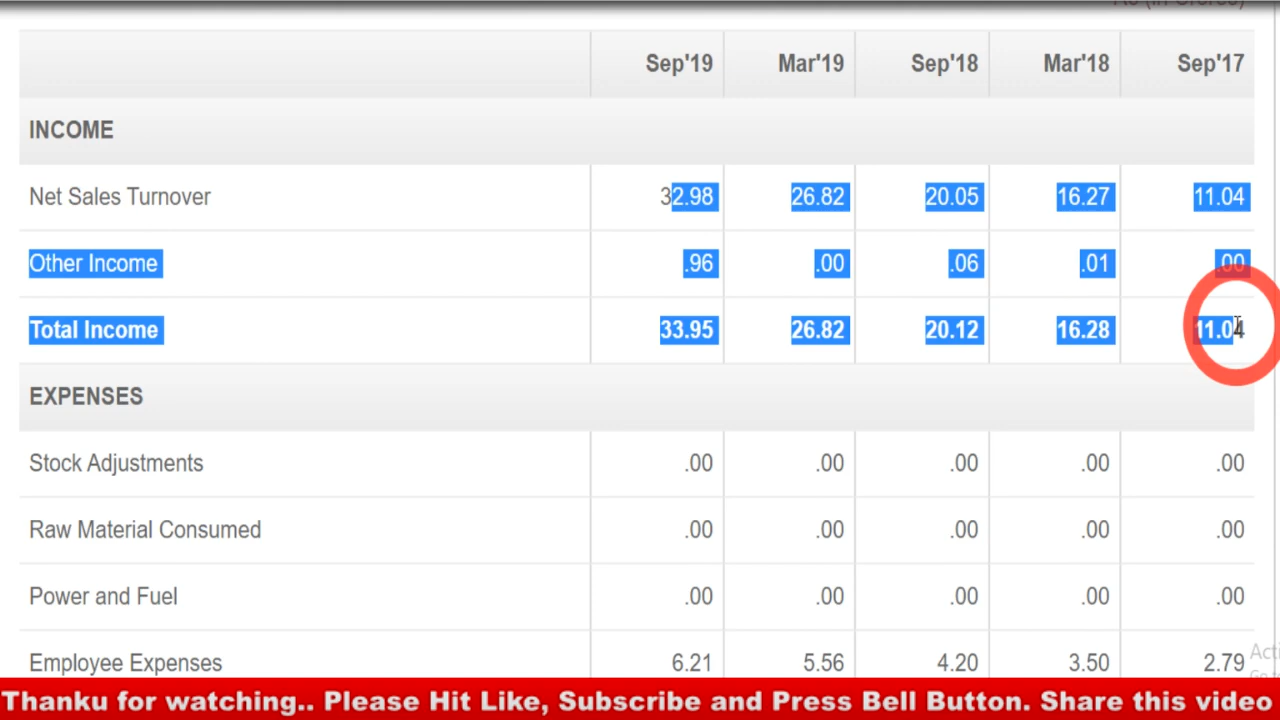 Rs (in Crores)
Sep'19 Mar'19 Sep'18 Mar'18 Sep'17
INCOME
Net Sales Turnover 32.98 26.82 20.05 16.27 11.04
Other Income .96 .00 .06 .01 .00
Total Income 33.95 26.82 20.12 16.28 11.04
EXPENSES
Stock Adjustments .00 .00 .00 .00 .00
Raw Material Consumed .00 .00 .00 .00 .00
Power and Fuel .00 .00 .00 .00 .00
Employee Expenses 6.21 5.56 4.20 3.50 2.79
Acti
Thanku for watching.. Please Hit Like, Subscribe and Press Bell Button. Share this video